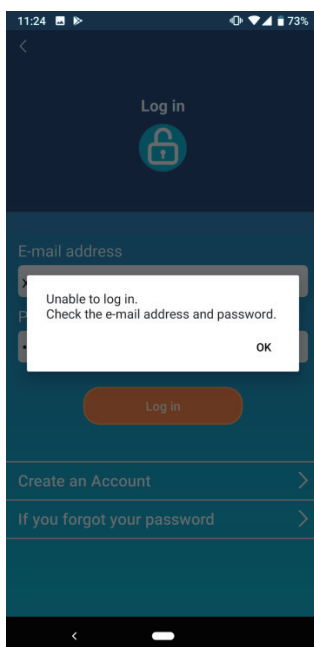 11:24 73%
Log in
E-mail address
Unable to log in.
Check the e-mail address and password.
OK
Log in
Create an Account
If you forgot your password